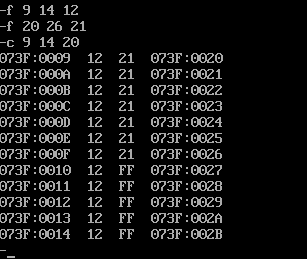 -f 9 14 12
-f 20 26 21
-c 9 14 20
073F:0009 12 21 073F:0020
073F:000A 12 21 073F:0021
073F:000B 12 21 073F:0022
073F:000C 12 21 073F:0023
073F:000D 12 21 073F:0024
073F:000E 12 21 073F:0025
073F:000F 12 21 073F:0026
073F:0010 12 FF 073F:0027
073F:0011 12 FF 073F:0028
073F:0012 12 FF 073F:0029
073F:0013 12 FF 073F:002A
073F:0014 12 FF 073F:002B
-_